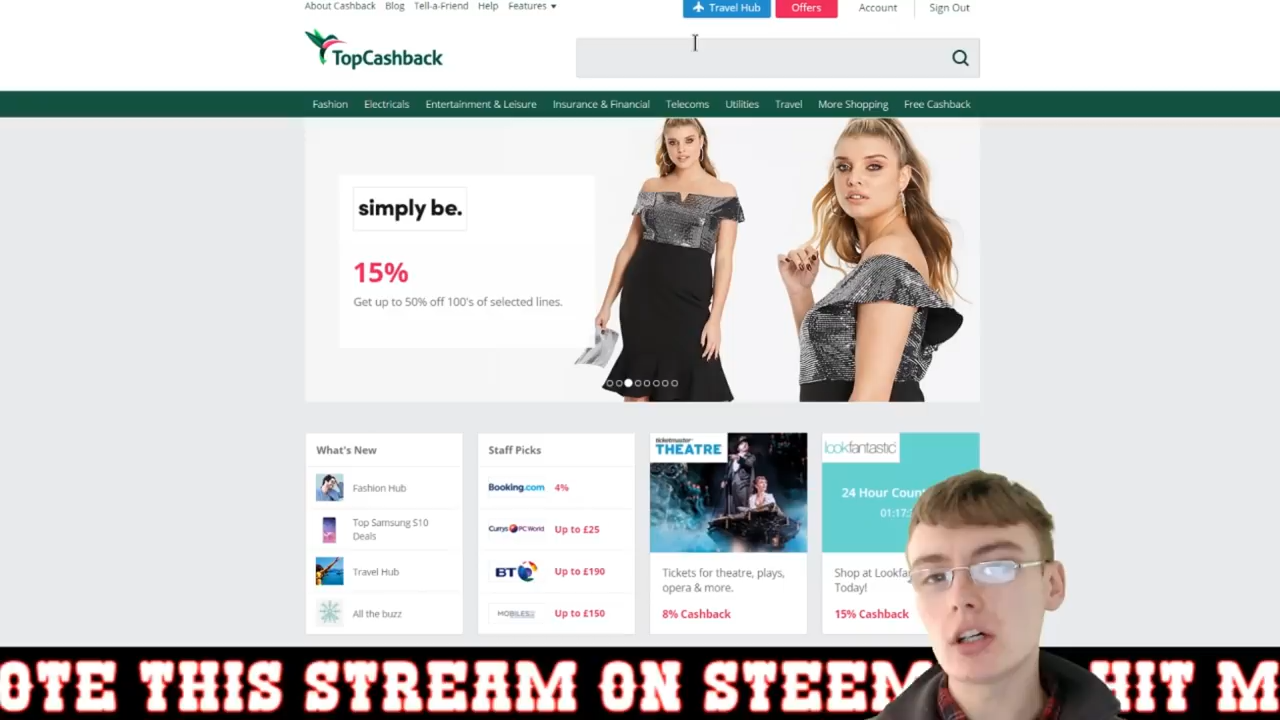 About Cashback Blog Tell-a-Friend Help Features
Travel Hub Offers Account Sign Out
TopCashback
Fashion Electricals Entertainment & Leisure Insurance & Financial Telecoms Utilities Travel More Shopping Free Cashback
simply be.
15%
Get up to 50% off 100's of selected lines.
What's New
Fashion Hub
Top Samsung S10
Deals
Travel Hub
All the buzz
Staff Picks
Booking.com 4%
Currys PC World Up to £25
BT Up to £190
MOBILES Up to £150
ticketmaster
THEATRE
Tickets for theatre, plays,
opera & more.
8% Cashback
lookfantastic
24 Hour Coun
01:17:
Shop at Lookfa
Today!
15% Cashback
OTE THIS STREAM ON STEEM HIT M